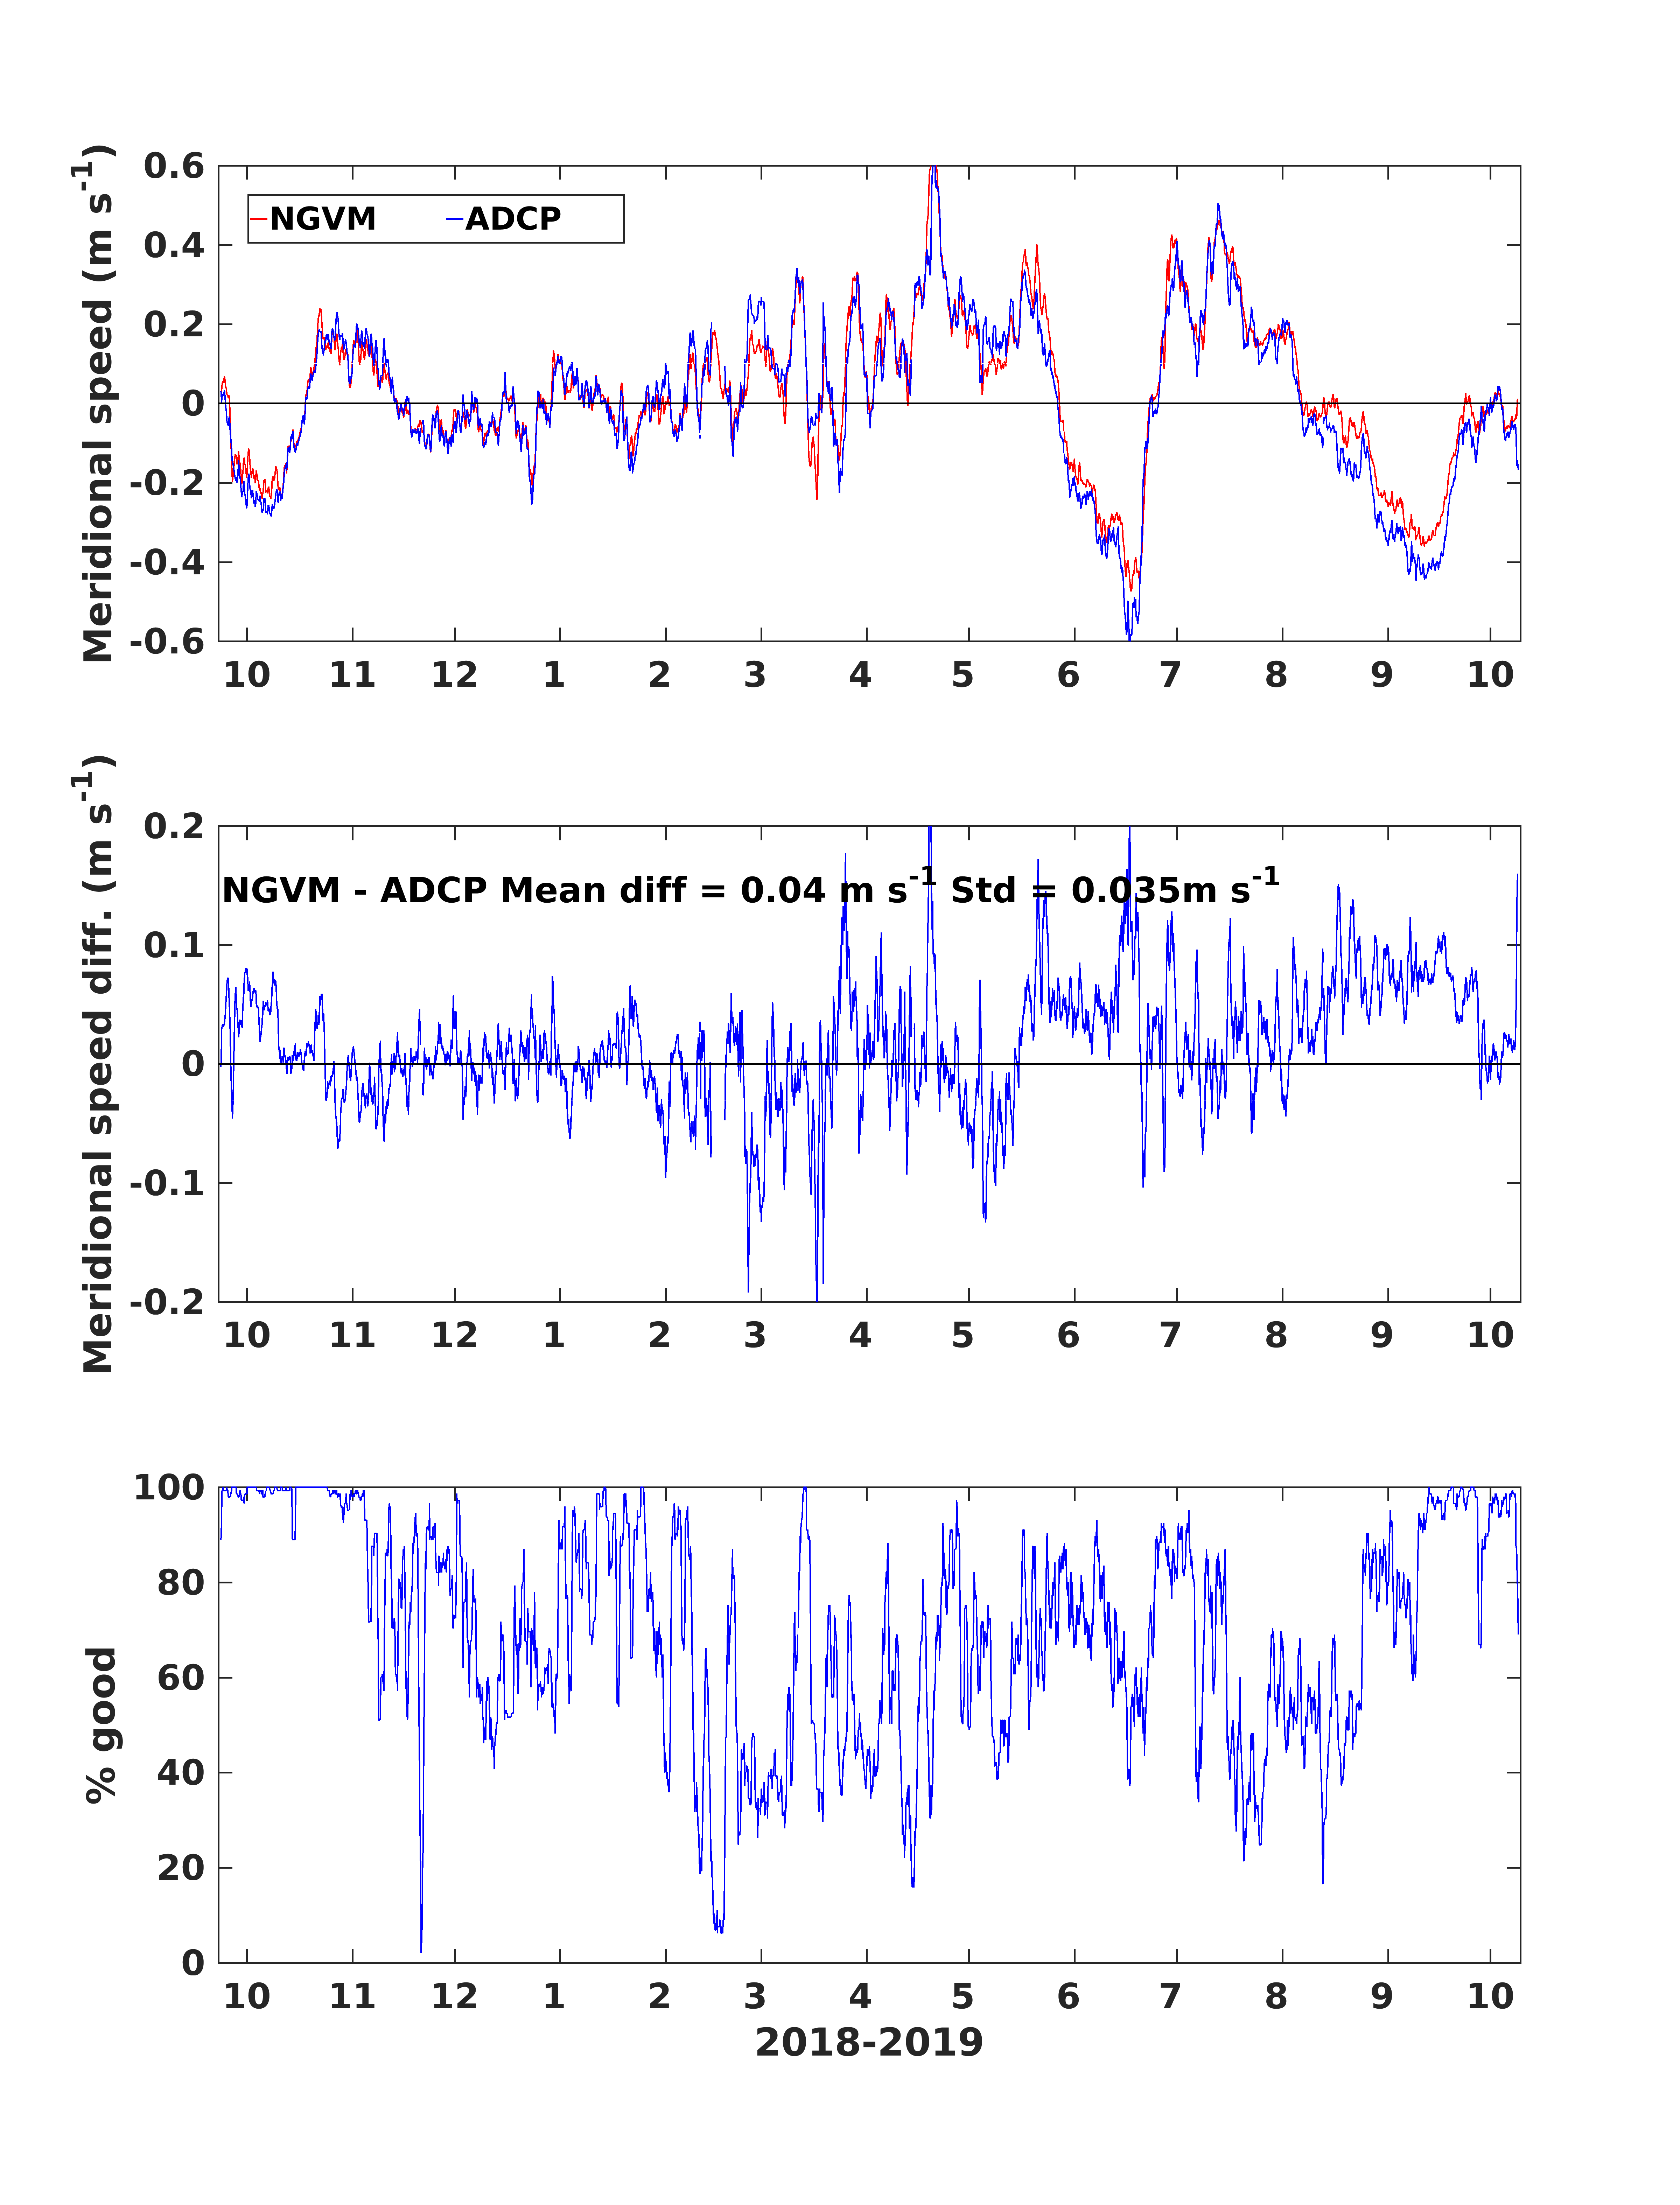 Meridional speed (m s-1)
0.6
0.4
0.2
0
-0.2
-0.4
-0.6
NGVM ADCP
10 11 12 1 2 3 4 5 6 7 8 9 10
Meridional speed diff. (m s-1)
0.2
0.1
0
-0.1
-0.2
NGVM - ADCP Mean diff = 0.04 m s-1 Std = 0.035m s-1
10 11 12 1 2 3 4 5 6 7 8 9 10
% good
100
80
60
40
20
0
10 11 12 1 2 3 4 5 6 7 8 9 10
2018-2019